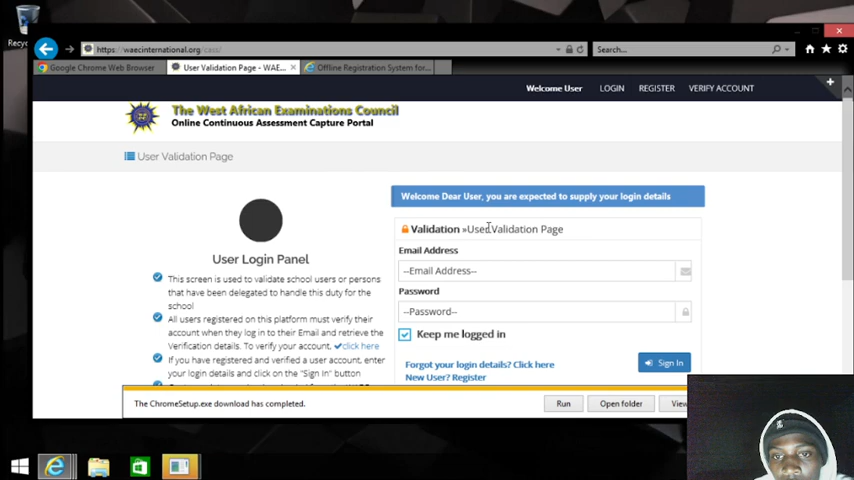 Recyc
https://waecinternational.org/cass/
Search...
Google Chrome Web Browser
User Validation Page - WAE...
Offline Registration System for...
Welcome User
LOGIN
REGISTER
VERIFY ACCOUNT
The West African Examinations Council
Online Continuous Assessment Capture Portal
User Validation Page
Welcome Dear User, you are expected to supply your login details
Validation »User Validation Page
Email Address
--Email Address--
Password
--Password--
Keep me logged in
Forgot your login details? Click here
Sign In
New User? Register
User Login Panel
This screen is used to validate school users or persons
that have been delegated to handle this duty for the
school
All users registered on this platform must verify their
account when they log in to their Email and retrieve the
Verification details. To verify your account, click here
If you have registered and verified a user account, enter
your login details and click on the "Sign In" button
The ChromeSetup.exe download has completed.
Run
Open folder
View